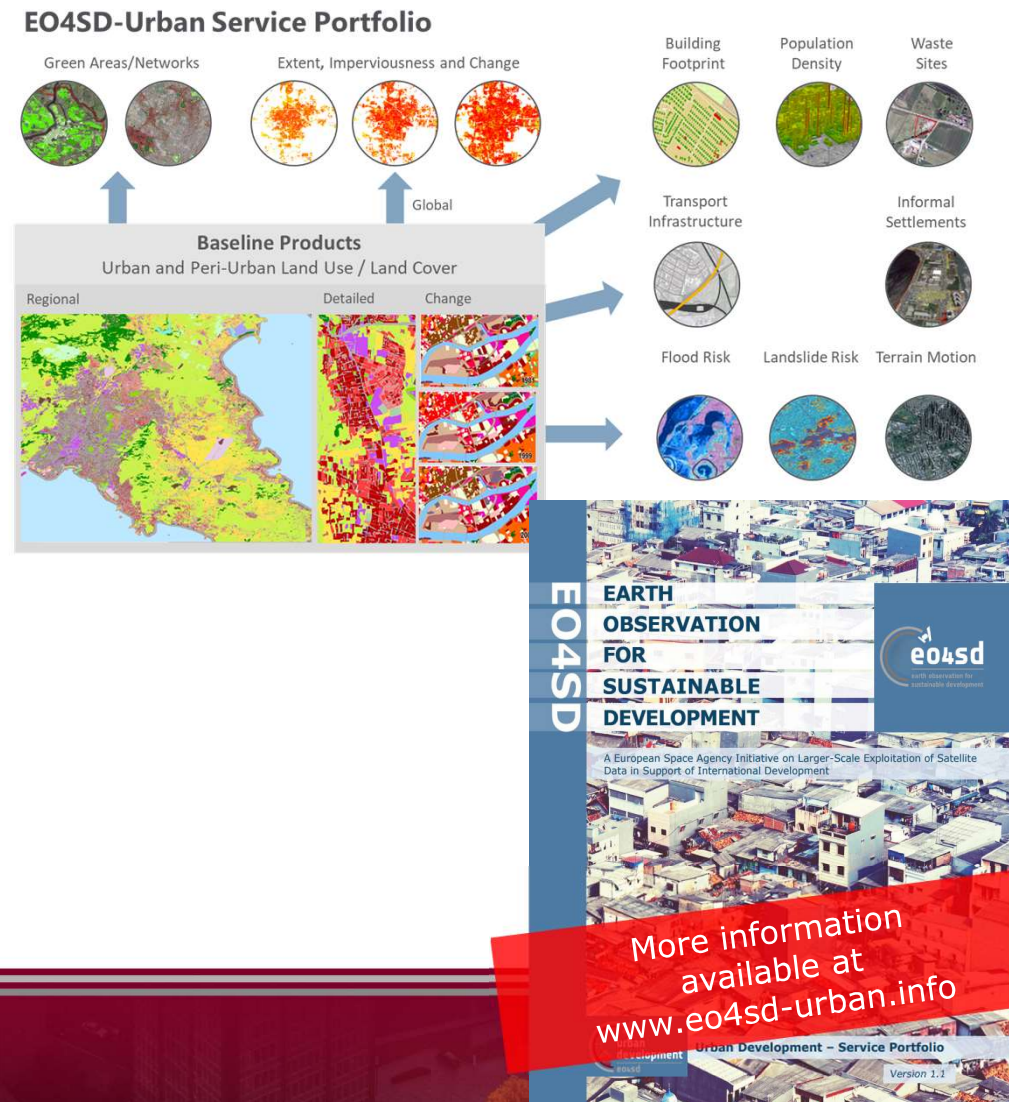 EO4SD-Urban Service Portfolio
Green Areas/Networks
Extent, Imperviousness and Change
Building
Footprint
Population
Density
Waste
Sites
Global
Transport
Infrastructure
Informal
Settlements
Baseline Products
Urban and Peri-Urban Land Use / Land Cover
Regional
Detailed
Change
1999
Flood Risk
Landslide Risk
Terrain Motion
EO4SD
EARTH
OBSERVATION
FOR
SUSTAINABLE
DEVELOPMENT
eo4sd
earth observation for
sustainable development
A European Space Agency Initiative on Larger-Scale Exploitation of Satellite
Data in Support of International Development
More information
available at
www.eo4sd-urban.info
urban
development
eo4sd
Urban Development – Service Portfolio
Version 1.1